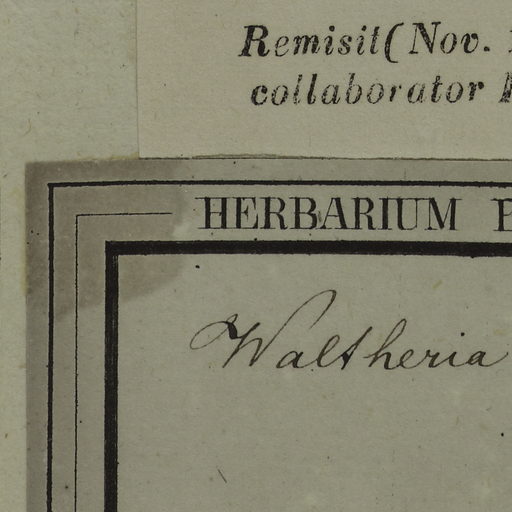 Remisit (Nov.
collaborator
HERBARIUM
Waltheria